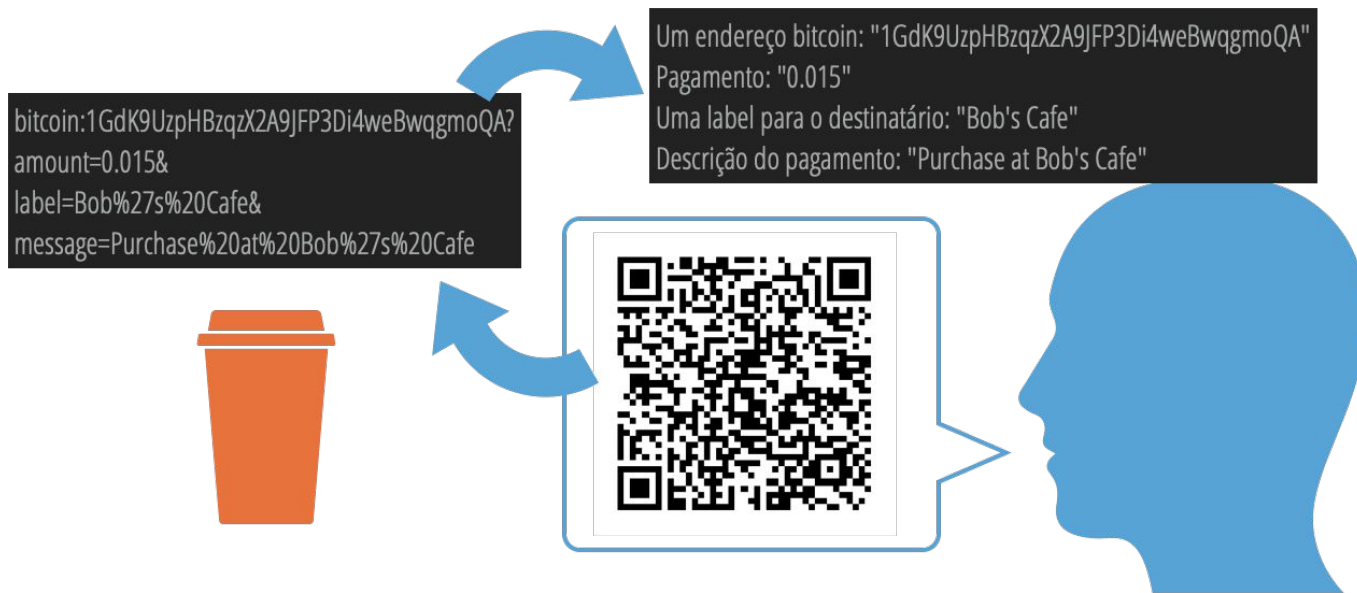 bitcoin:1GdK9UzpHBzqzX2A9JFP3Di4weBwqgmoQA?
amount=0.015&
label=Bob%27s%20Cafe&
message=Purchase%20at%20Bob%27s%20Cafe
Um endereço bitcoin: "1GdK9UzpHBzqzX2A9JFP3Di4weBwqgmoQA"
Pagamento: "0.015"
Uma label para o destinatário: "Bob's Cafe"
Descrição do pagamento: "Purchase at Bob's Cafe"